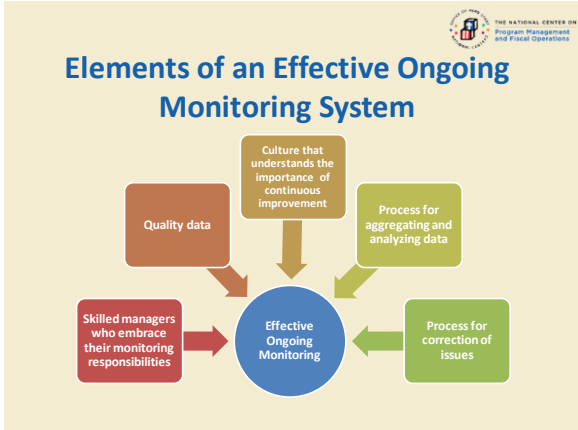 THE NATIONAL CENTER ON
Program Management
and Fiscal Operations
Elements of an Effective Ongoing
Monitoring System
Culture that
understands the
importance of
continuous
improvement
Quality data
Process for
aggregating and
analyzing data
Skilled managers
who embrace
their monitoring
responsibilities
Effective
Ongoing
Monitoring
Process for
correction of
issues